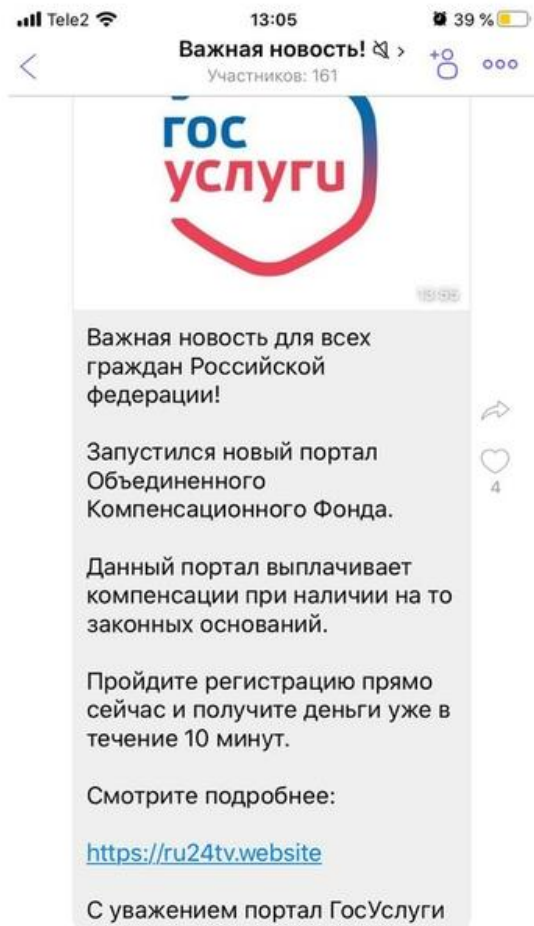 Tele2
13:05
39 %
Важная новость!
Участников: 161
гос
услуги
13:55
Важная новость для всех
граждан Российской
федерации!
Запустился новый портал
Объединенного
Компенсационного Фонда.
Данный портал выплачивает
компенсации при наличии на то
законных оснований.
Пройдите регистрацию прямо
сейчас и получите деньги уже в
течение 10 минут.
Смотрите подробнее:
https://ru24tv.website
С уважением портал ГосУслуги
4